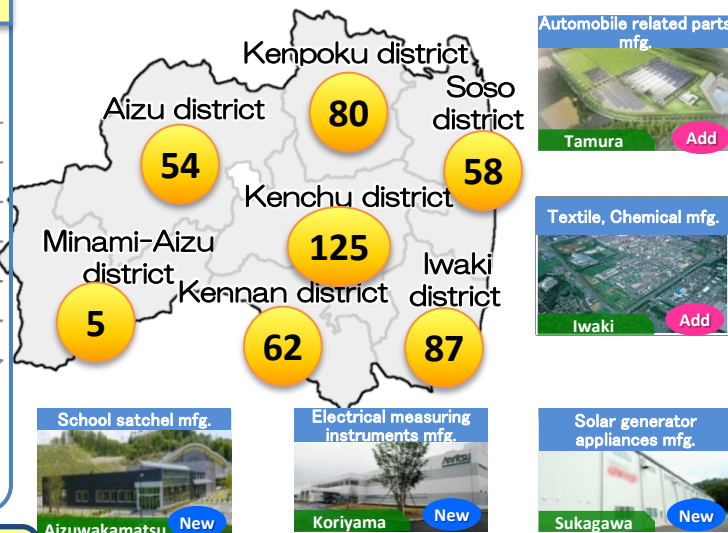 Kenpoku district
80
Soso
district
58
Aizu district
54
Kenchu district
125
Minami-Aizu
district
5
Kennan district
62
Iwaki
district
87
Automobile related parts
mfg.
Tamura
Add
Textile, Chemical mfg.
Iwaki
Add
School satchel mfg.
Aizuwakamatsu
New
Electrical measuring
instruments mfg.
Anritsu
Koriyama
New
Solar generator
appliances mfg.
Sukagawa
New